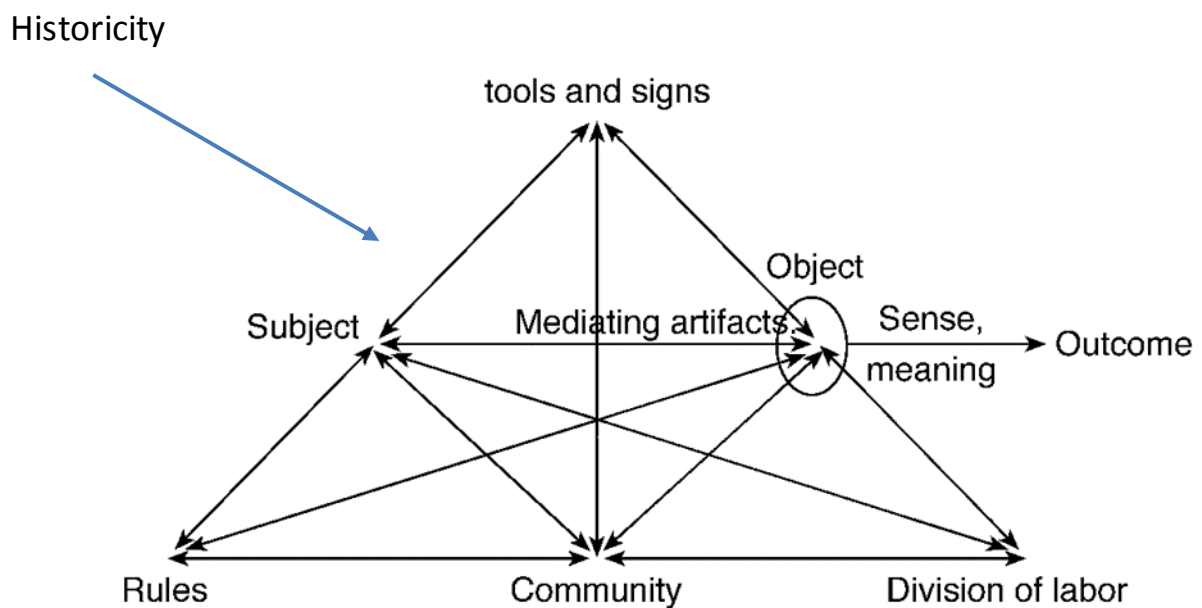 Historicity
tools and signs
Object
Subject
Mediating artifacts.
Sense,
meaning
Outcome
Rules
Community
Division of labor